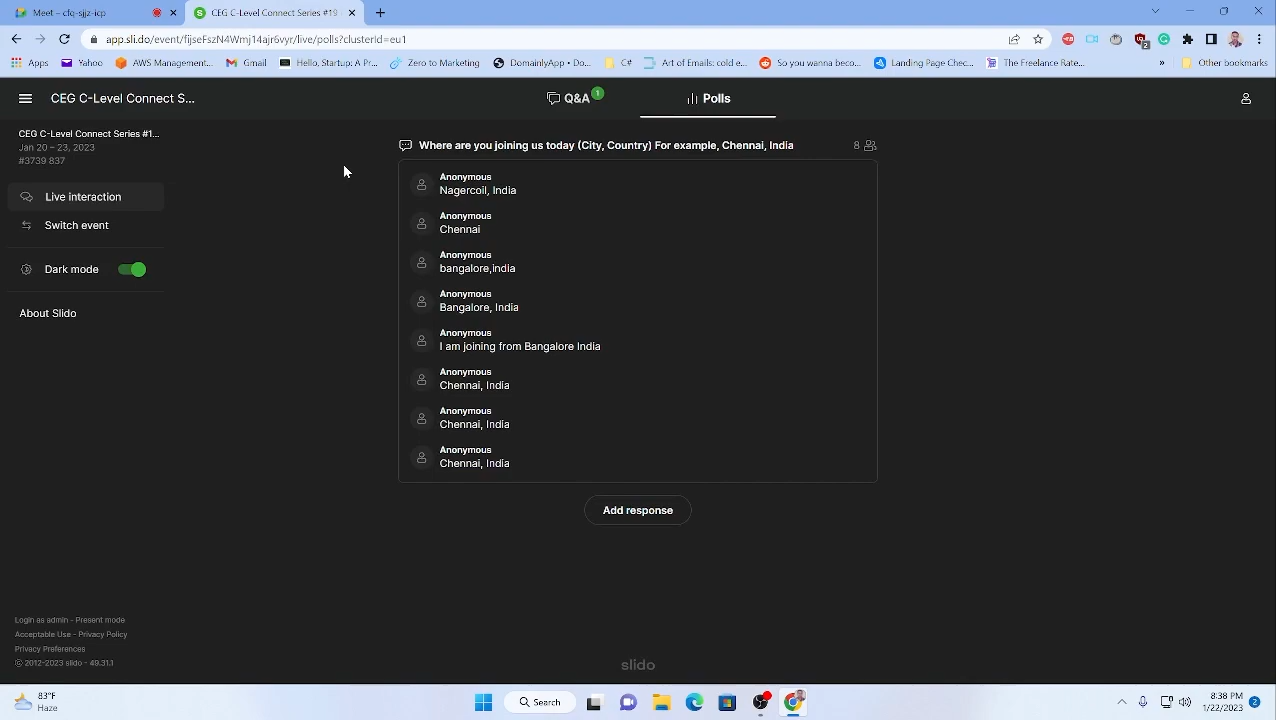 Meet – cfq-sjjz-icp
CEG C-Level Connect Series #19
app.sli.do/event/fijseFszN4Wmj14ajr6vyr/live/polls?clusterId=eu1
Apps
Yahoo
AWS Management...
Gmail
Hello, Startup: A Pr...
Zero to Marketing
DomainlyApp • Do...
C#
Art of Emails: cold e...
So you wanna beco...
Landing Page Chec...
The Freelance Rate...
»
Other bookmarks
CEG C-Level Connect S...
Q&A
1
Polls
CEG C-Level Connect Series #1...
Jan 20 – 23, 2023
#3739 837
Live interaction
Switch event
Dark mode
About Slido
Where are you joining us today (City, Country) For example, Chennai, India
8
Anonymous
Nagercoil, India
Anonymous
Chennai
Anonymous
bangalore,india
Anonymous
Bangalore, India
Anonymous
I am joining from Bangalore India
Anonymous
Chennai, India
Anonymous
Chennai, India
Anonymous
Chennai, India
Add response
Login as admin - Present mode
Acceptable Use - Privacy Policy
Privacy Preferences
© 2012-2023 slido - 49.31.1
slido
83°F
Haze
Search
8:38 PM
1/22/2023
2